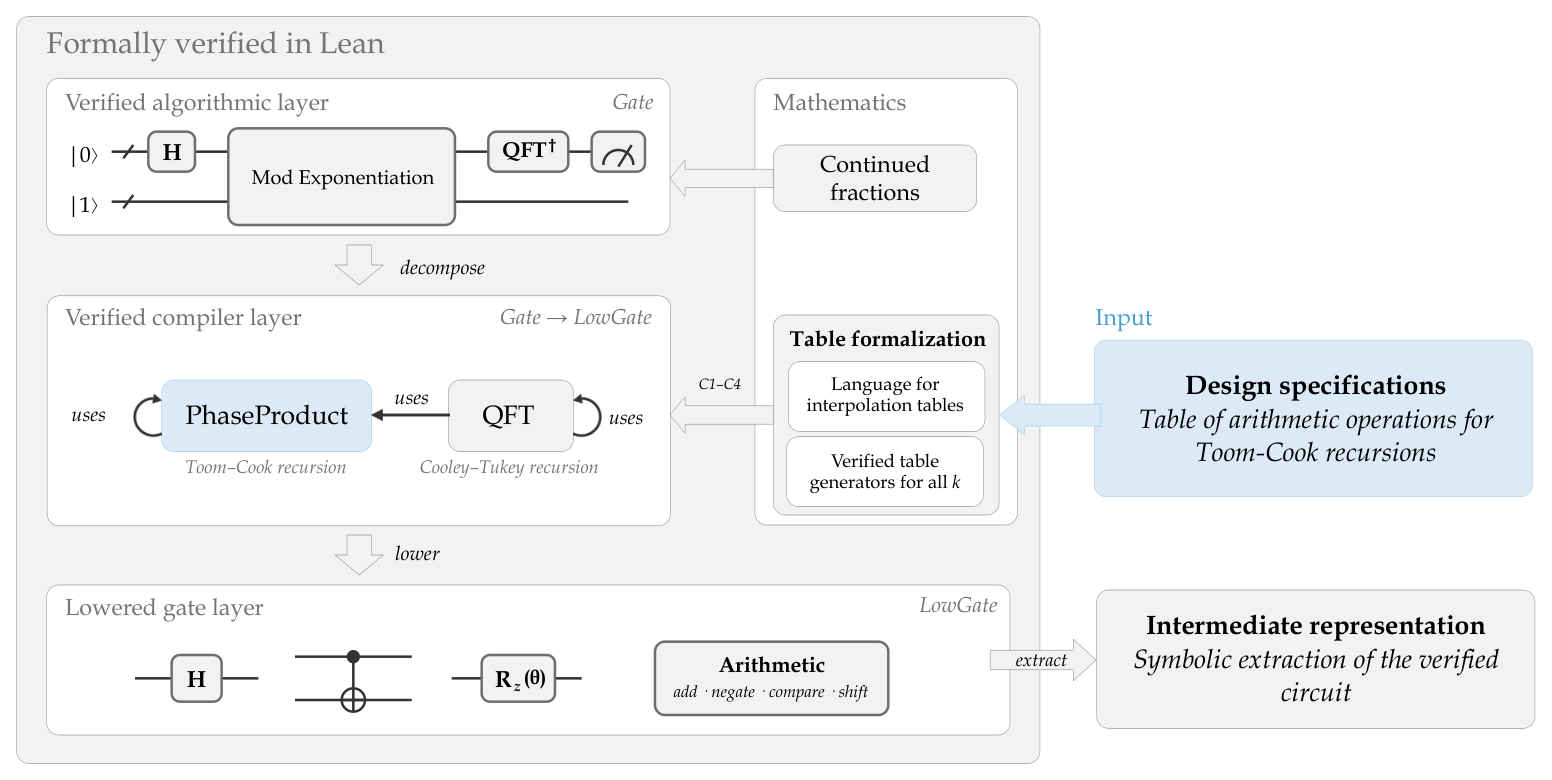 Formally verified in Lean
Verified algorithmic layer
Gate
|0⟩
H
Mod Exponentiation
QFT†
|1⟩
decompose
Verified compiler layer
Gate → LowGate
uses
PhaseProduct
uses
QFT
uses
Toom–Cook recursion
Cooley–Tukey recursion
lower
Mathematics
Continued
fractions
C1–C4
Table formalization
Language for
interpolation tables
Verified table
generators for all k
Input
Design specifications
Table of arithmetic operations for
Toom-Cook recursions
Lowered gate layer
LowGate
H
Rz(θ)
Arithmetic
add · negate · compare · shift
extract
Intermediate representation
Symbolic extraction of the verified
circuit